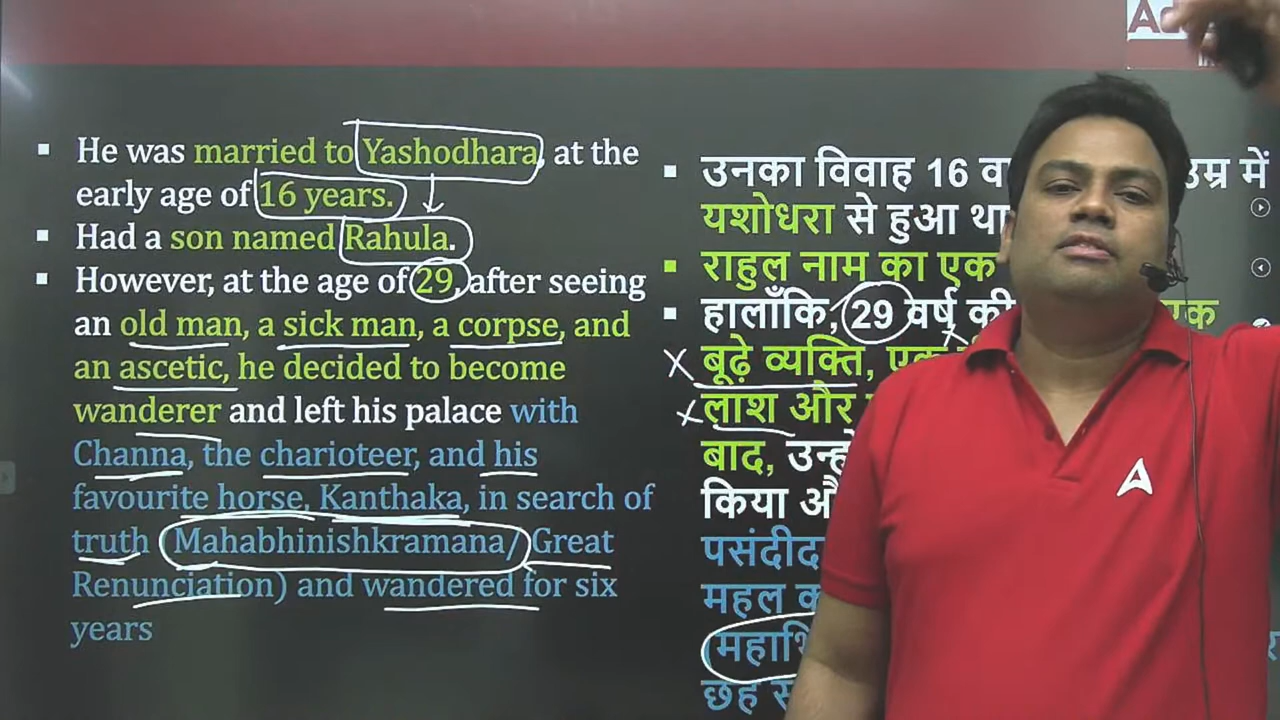 He was married to Yashodhara, at the
early age of 16 years.
Had a son named Rahula.
However, at the age of 29, after seeing
an old man, a sick man, a corpse, and
an ascetic, he decided to become
wanderer and left his palace with
Channa, the charioteer, and his
favourite horse, Kanthaka, in search of
truth (Mahabhinishkramana/ Great
Renunciation) and wandered for six
years
उनका विवाह 16 उम्र में
यशोधरा से हुआ था
राहुल नाम का एक
हालाँकि, 29 वर्ष की एक
बूढ़े व्यक्ति, एक
लाश और
बाद,
किया
महल
छह